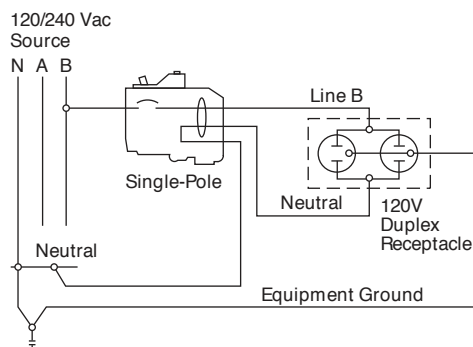 120/240 Vac
Source
N A B
Line B
Single-Pole
Neutral
120V
Duplex
Receptacle
Neutral
Equipment Ground